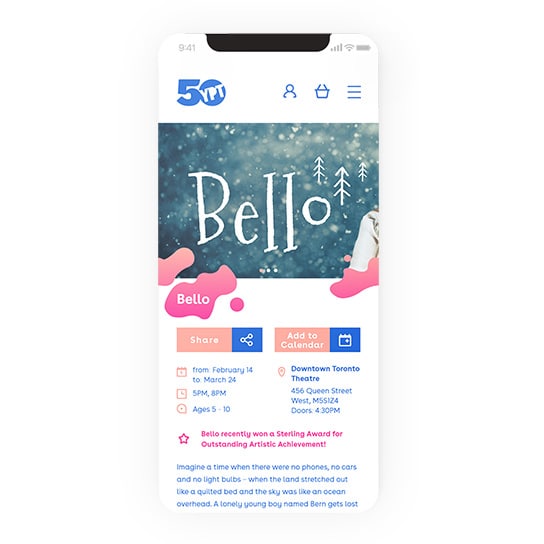 9:41
50 YPT
Bello
Bello
Share
Add to
Calendar
from February 14
to March 24
5PM, 8PM
Ages 5 - 10
Downtown Toronto
Theatre
456 Queen Street
West, M5S1Z4
Doors: 4:30PM
Bello recently won a Sterling Award for
Outstanding Artistic Achievement!
Imagine a time when there were no phones, no cars
and no light bulbs - when the land stretched out
like a quilted bed and the sky was like an ocean
overhead. A lonely young boy named Bern gets lost